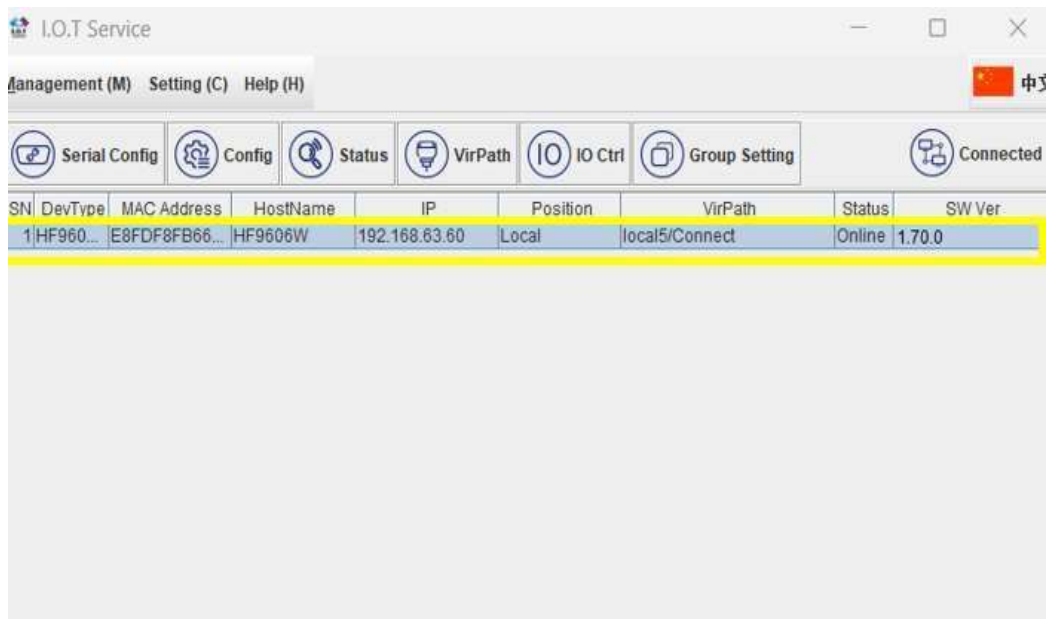 I.O.T Service
Management (M) Setting (C) Help (H) 中文
Serial Config Config Status VirPath IO IO Ctrl Group Setting Connected
SN DevType MAC Address HostName IP Position VirPath Status SW Ver
1 HF960... E8FDF8FB66... HF9606W 192.168.63.60 Local local5/Connect Online 1.70.0